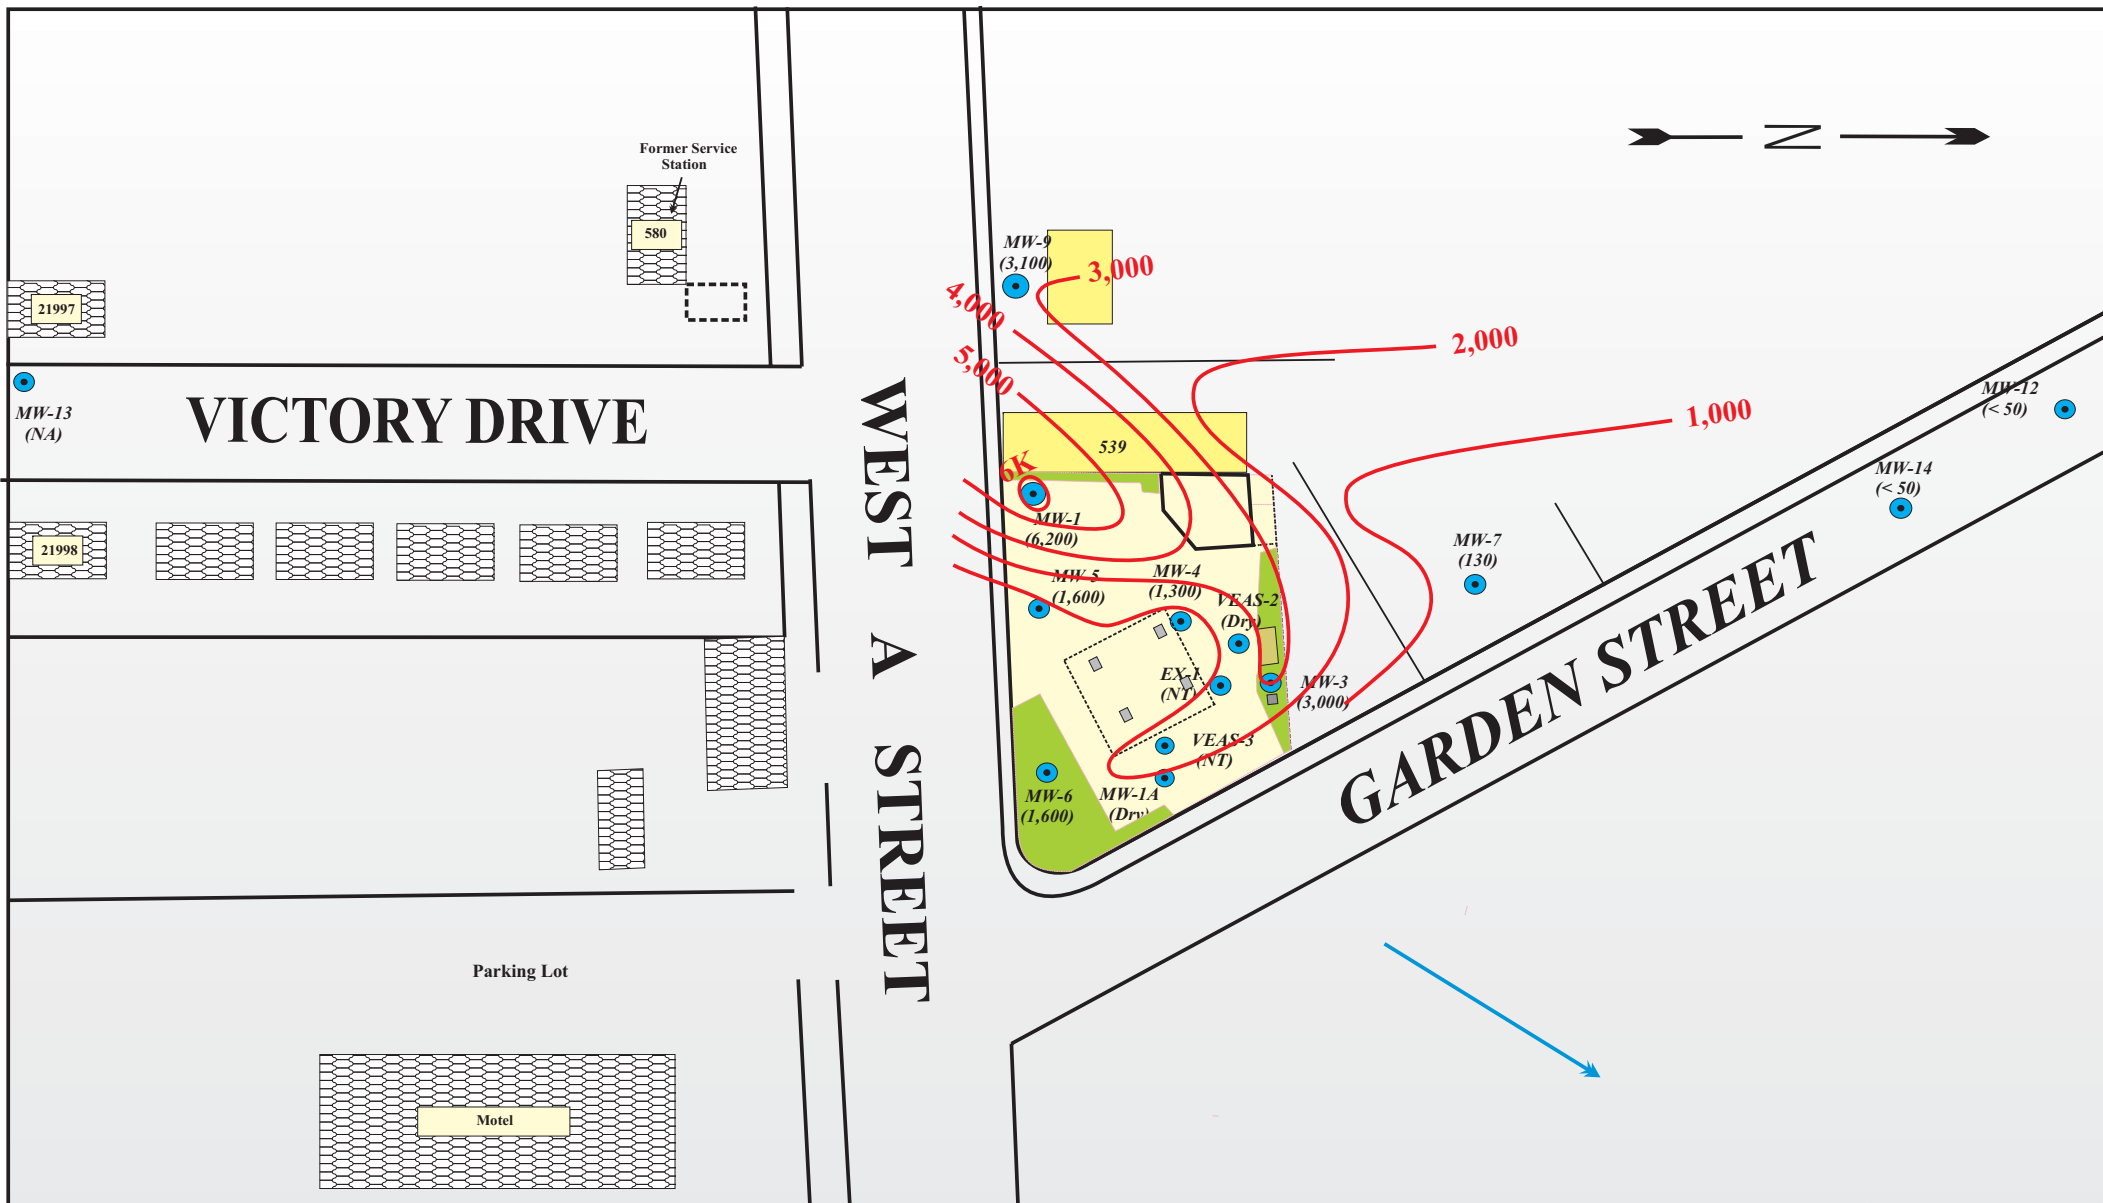 Former Service
Station
580
21997
MW-13
(NA)
VICTORY DRIVE
21998
Parking Lot
Motel
WEST A STREET
N
MW-9
(3,100)
3,000
4,000
5,000
2,000
1,000
539
6K
MW-1
(6,200)
MW-5
(1,600)
MW-4
(1,300)
VEAS-2
(Dry)
EX-1
(NT)
MW-3
(3,000)
VEAS-3
(NT)
MW-6
(1,600)
MW-1A
(Dry)
MW-7
(130)
MW-14
(< 50)
MW-12
(< 50)
GARDEN STREET